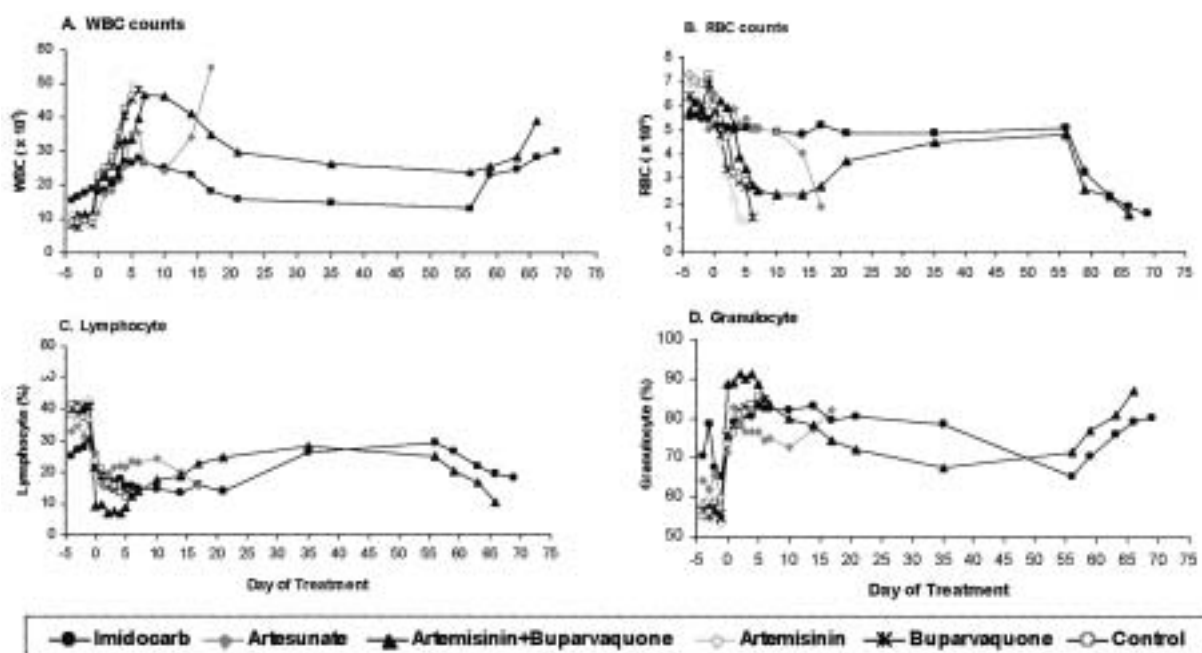 A. WBC counts
WBC ( x 10³)
60
50
40
30
20
10
0
-5 0 5 10 15 20 25 30 35 40 45 50 55 60 65 70 75
B. RBC counts
8
7
6
5
4
3
2
1
0
-5 0 5 10 15 20 25 30 35 40 45 50 55 60 65 70 75
C. Lymphocyte
Lymphocyte (%)
60
40
30
20
10
0
-5 0 5 10 15 20 25 30 35 40 45 50 55 60 65 70 75
Day of Treatment
D. Granulocyte
Granulocyte (%)
100
90
80
70
60
50
-5 0 5 10 15 20 25 30 35 40 45 50 55 60 65 70 75
Day of Treatment
Imidocarb Artesunate Artemisinin+Buparvaquone Artemisinin Buparvaquone Control